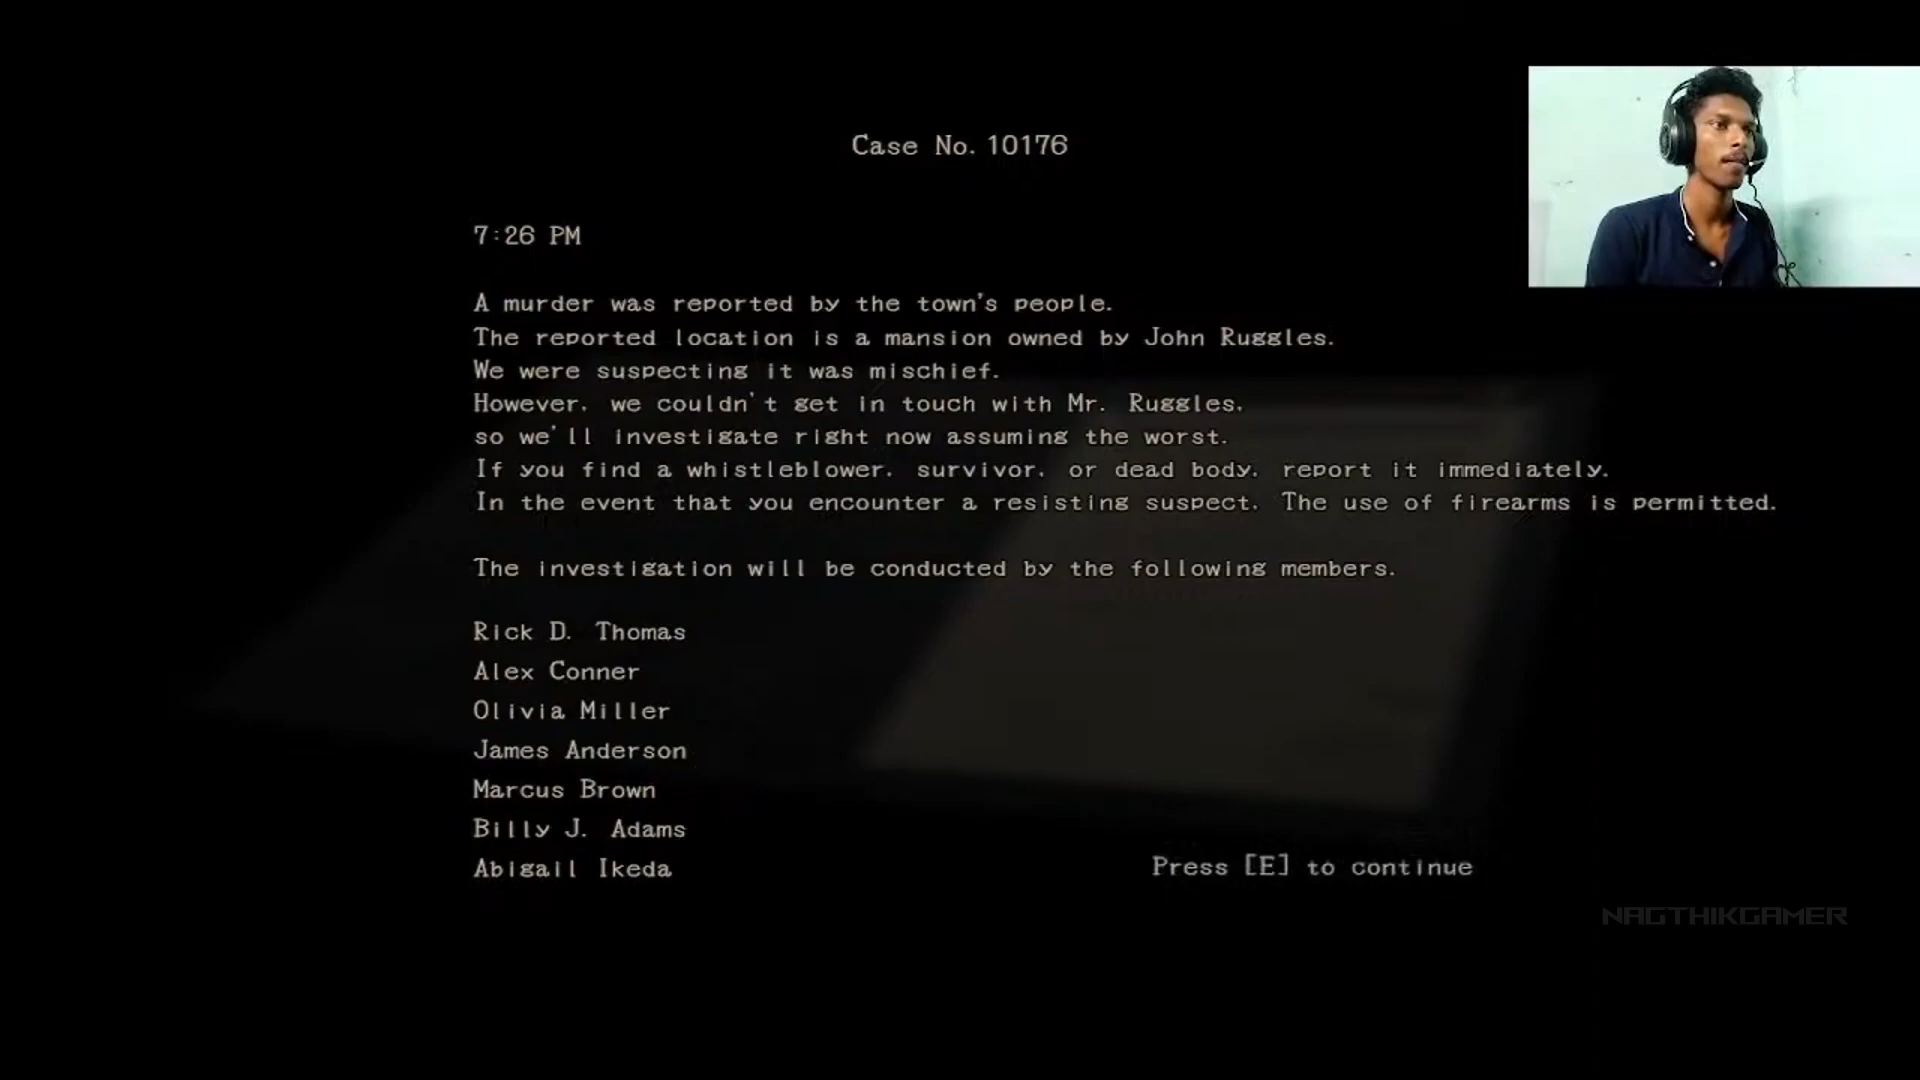 Case No. 10176
7:26 PM
A murder was reported by the town's people.
The reported location is a mansion owned by John Ruggles.
We were suspecting it was mischief.
However, we couldn't get in touch with Mr. Ruggles,
so we'll investigate right now assuming the worst.
If you find a whistleblower, survivor, or dead body, report it immediately.
In the event that you encounter a resisting suspect. The use of firearms is permitted.
The investigation will be conducted by the following members.
Rick D. Thomas
Alex Conner
Olivia Miller
James Anderson
Marcus Brown
Billy J. Adams
Abigail Ikeda
Press [E] to continue
NAGTHIKGAMER